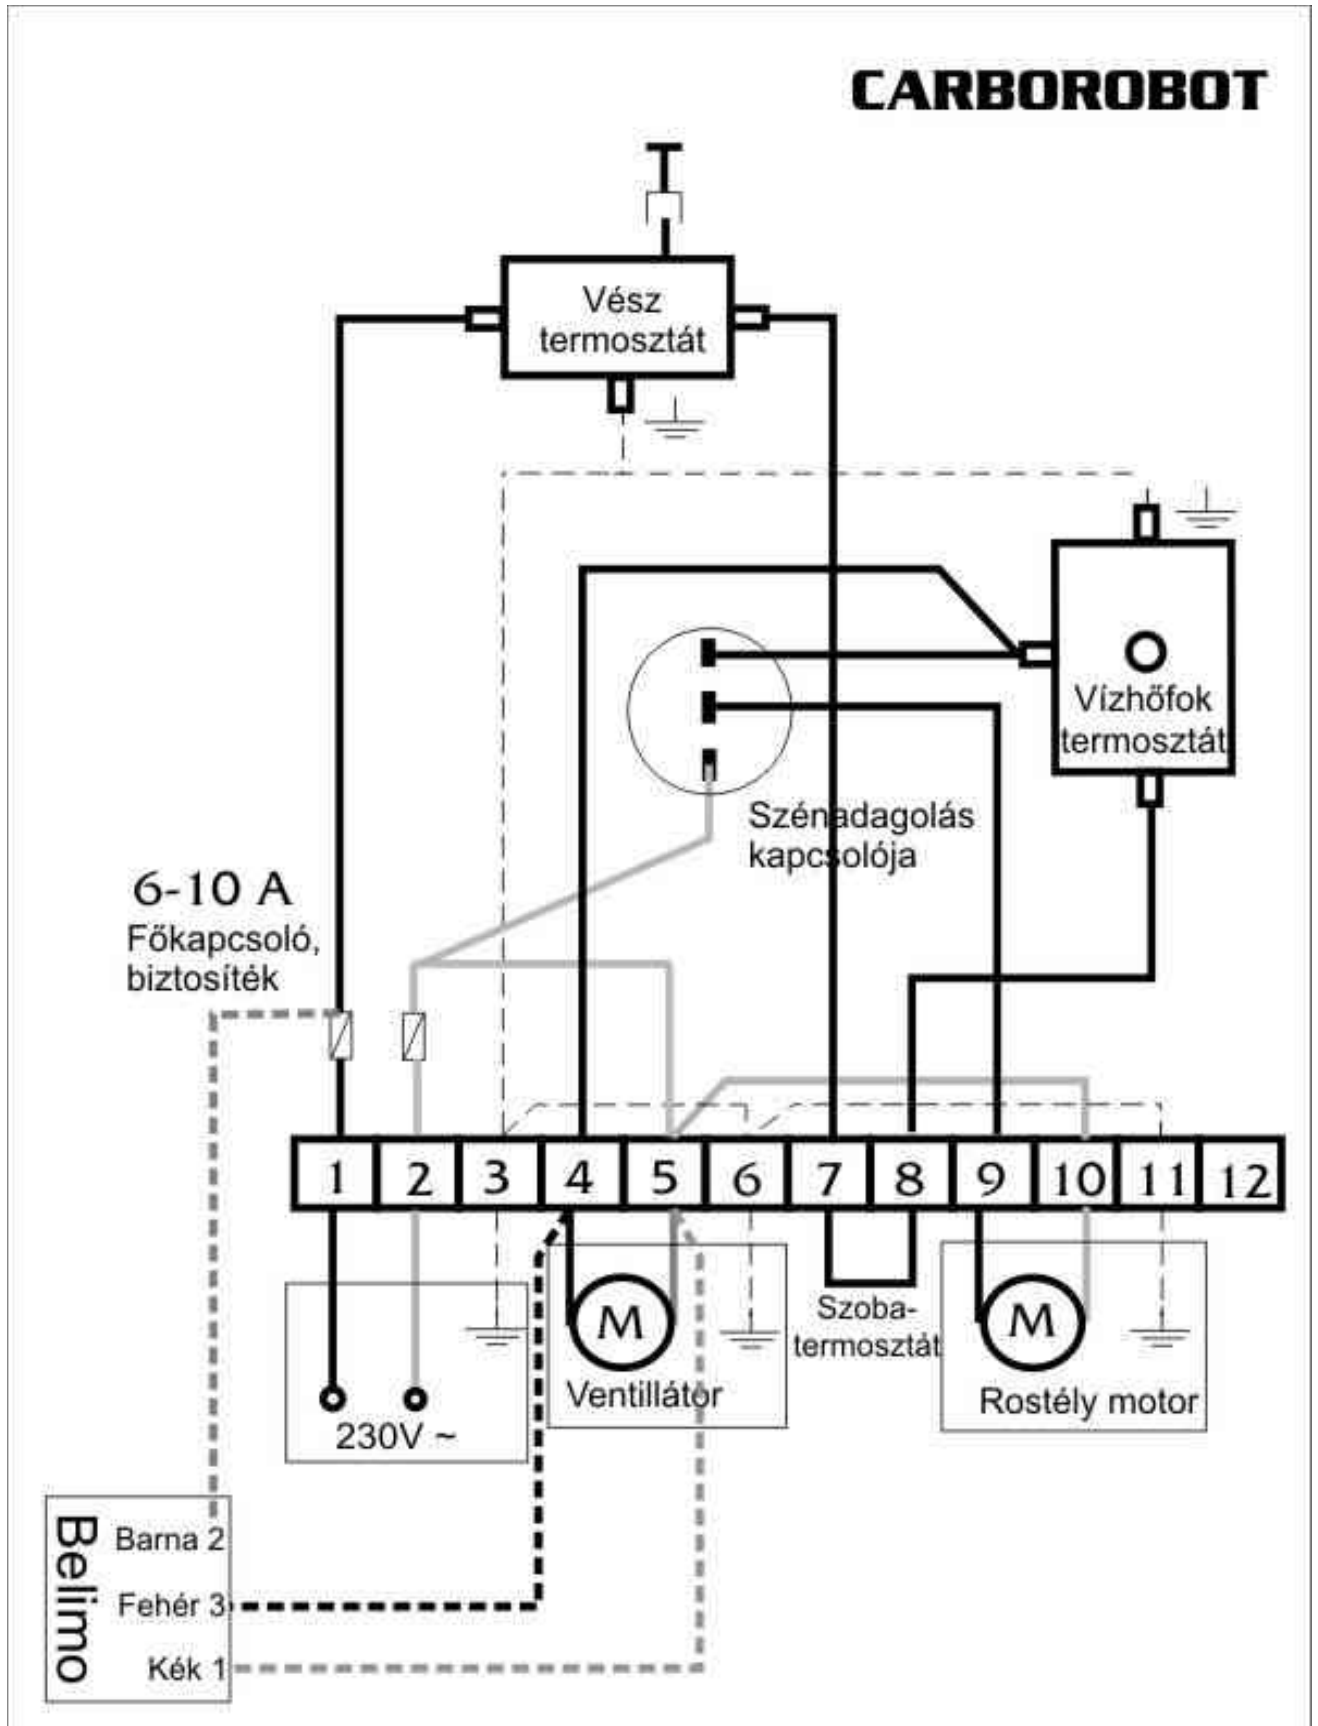 CARBOROBOT
Vész
termosztát
Vízhőfok
termosztát
Szénadagolás
kapcsolója
6-10 A
Főkapcsoló,
biztosíték
1 2 3 4 5 6 7 8 9 10 11 12
M
M
Szoba-
termosztát
Ventillátor
Rostély motor
230V ~
Belimo
Barna 2
Fehér 3
Kék 1